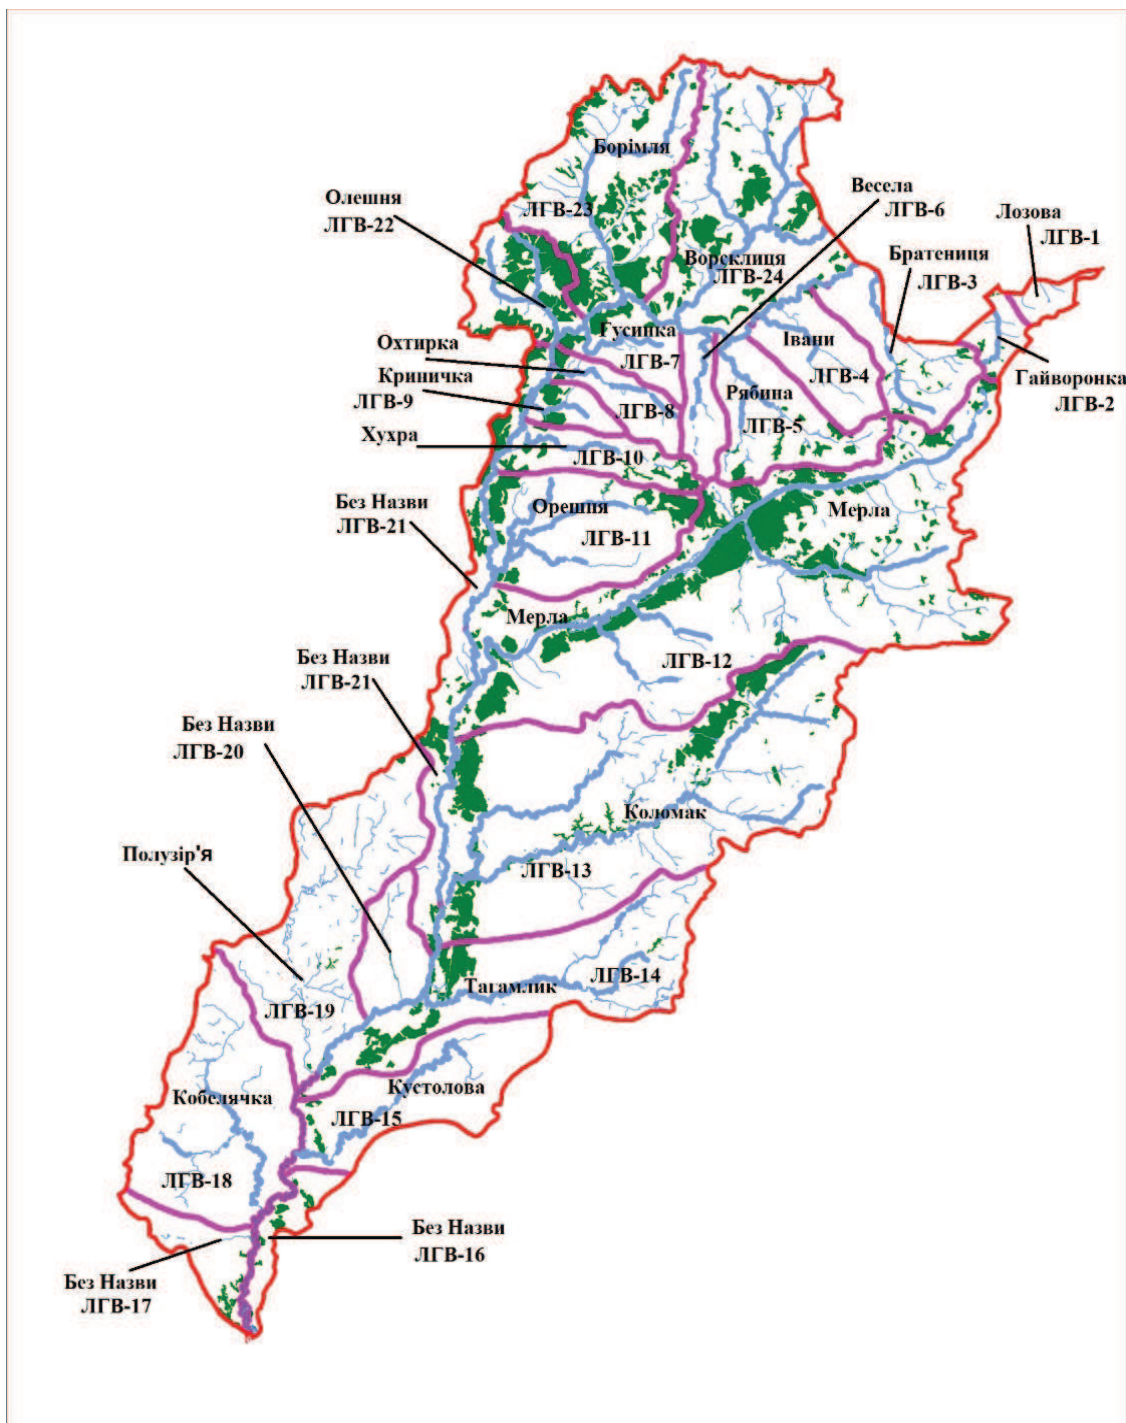 Борімля
Олешня
ЛГВ-22
ЛГВ-23
Весела
ЛГВ-6
Лозова
ЛГВ-1
Ворсклиця
ЛГВ-24
Братениця
ЛГВ-3
Гусинка
ЛГВ-7
Івани
ЛГВ-4
Охтирка
Криничка
ЛГВ-9
Гайворонка
ЛГВ-2
Рябина
ЛГВ-5
ЛГВ-8
Хухра
ЛГВ-10
Без Назви
ЛГВ-21
Орешня
ЛГВ-11
Мерла
Мерла
ЛГВ-12
Без Назви
ЛГВ-21
Без Назви
ЛГВ-20
Коломак
ЛГВ-13
Полузір'я
Тагамлик
ЛГВ-14
ЛГВ-19
Кобелячка
Кустолова
ЛГВ-15
ЛГВ-18
Без Назви
ЛГВ-16
Без Назви
ЛГВ-17